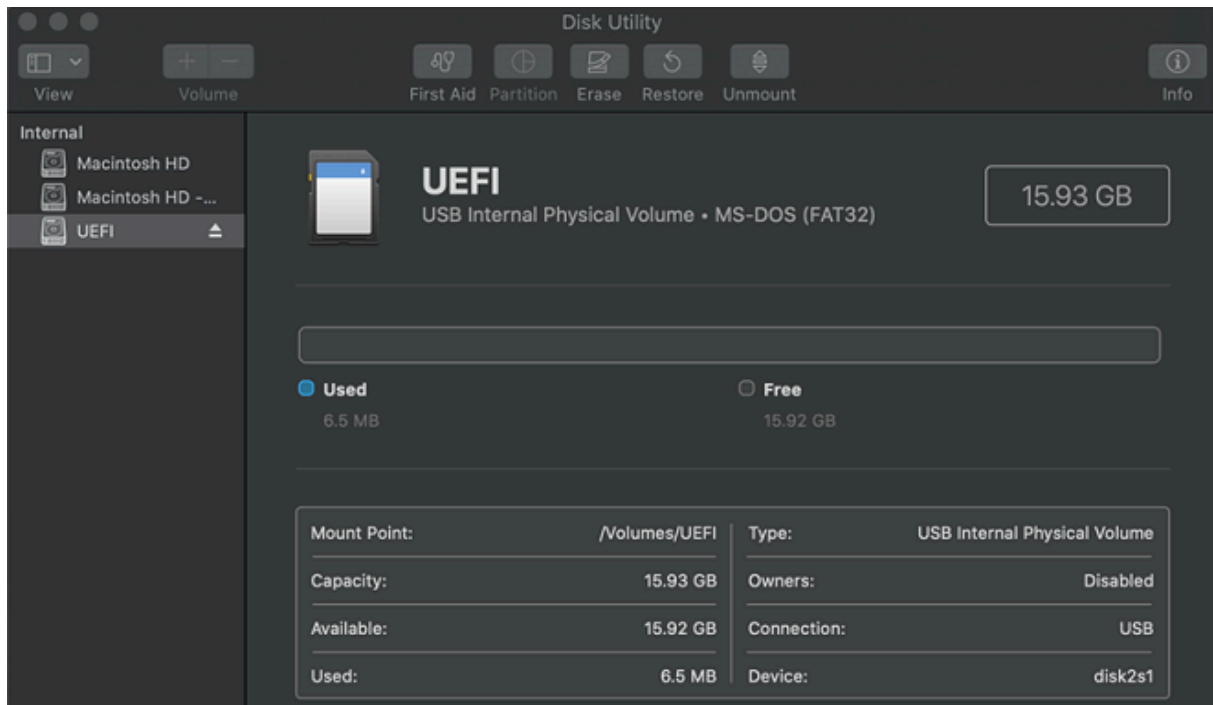 Disk Utility
View
Volume
First Aid
Partition
Erase
Restore
Unmount
Info
Internal
Macintosh HD
Macintosh HD -...
UEFI
UEFI
USB Internal Physical Volume • MS-DOS (FAT32)
15.93 GB
Used
6.5 MB
Free
15.92 GB
Mount Point: /Volumes/UEFI
Type: USB Internal Physical Volume
Capacity: 15.93 GB
Owners: Disabled
Available: 15.92 GB
Connection: USB
Used: 6.5 MB
Device: disk2s1